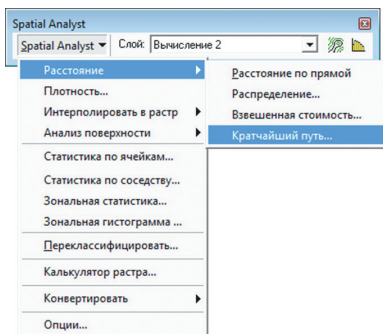 Spatial Analyst
Spatial Analyst Слой: Вычисление 2
Расстояние
Плотность...
Интерполировать в растр
Анализ поверхности
Статистика по ячейкам...
Статистика по соседству...
Зональная статистика...
Зональная гистограмма ...
Переклассифицировать...
Калькулятор растра...
Конвертировать
Опции...
Расстояние по прямой
Распределение...
Взвешенная стоимость...
Кратчайший путь...